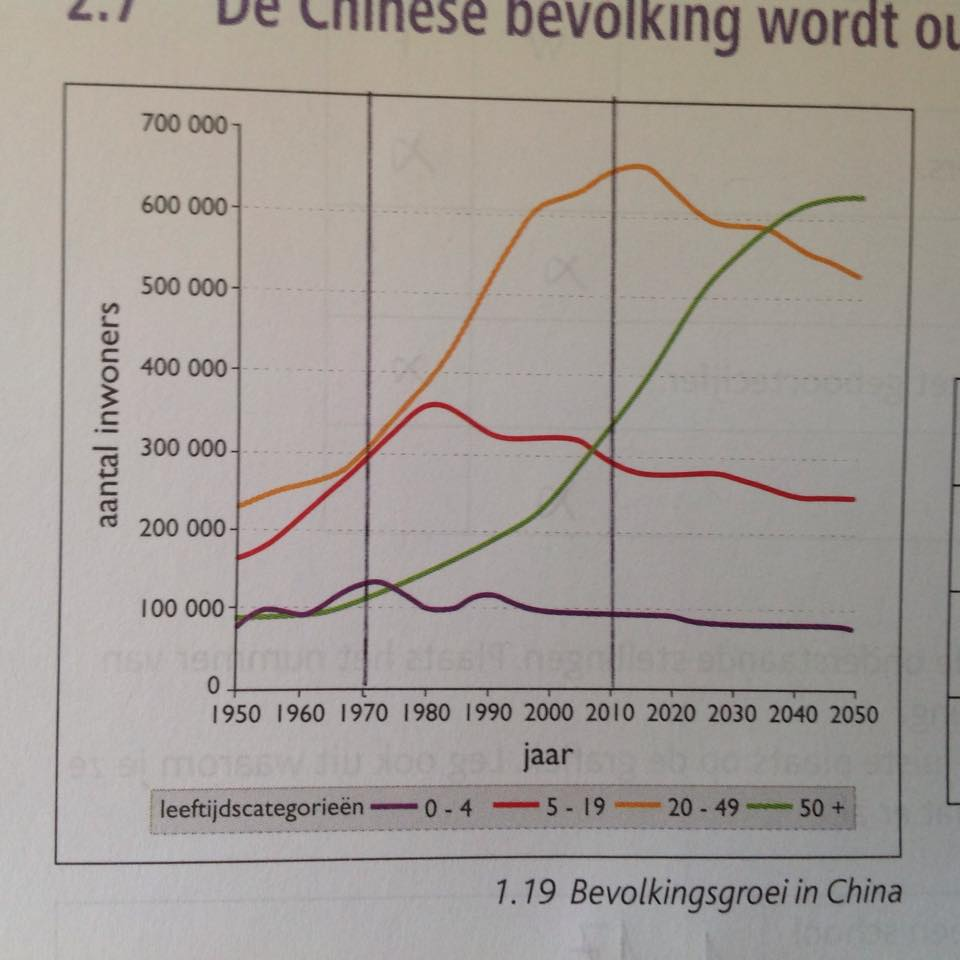 2.7 De Chinese bevolking wordt ou
700 000
600 000
500 000
400 000
300 000
200 000
100 000
0
aantal inwoners
1950 1960 1970 1980 1990 2000 2010 2020 2030 2040 2050
jaar
leeftijdscategorieën 0 - 4 5 - 19 20 - 49 50 +
1.19 Bevolkingsgroei in China